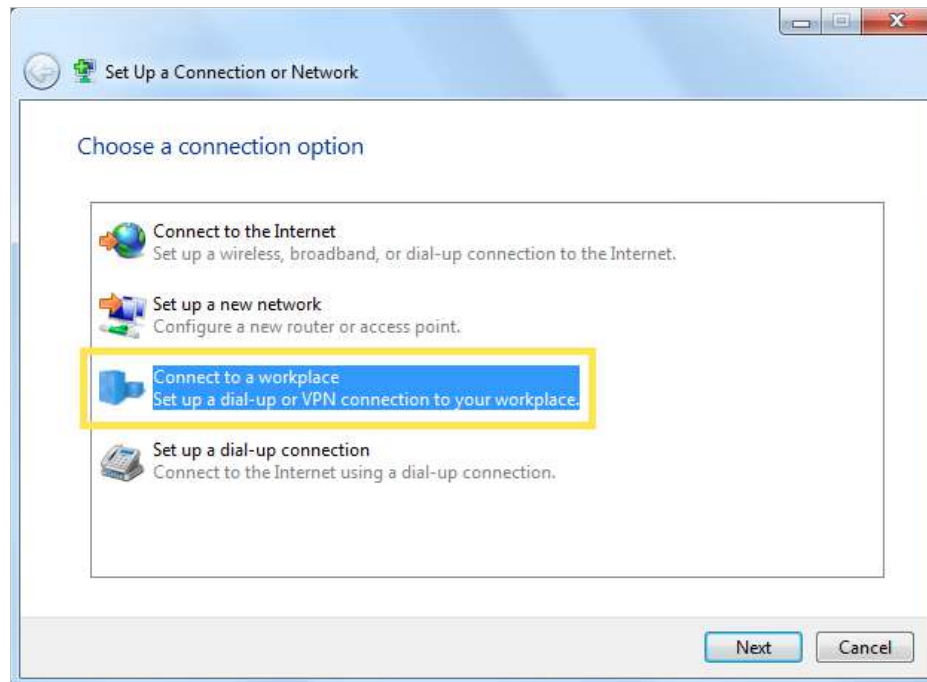 Set Up a Connection or Network
Choose a connection option
Connect to the Internet
Set up a wireless, broadband, or dial-up connection to the Internet.
Set up a new network
Configure a new router or access point.
Connect to a workplace
Set up a dial-up or VPN connection to your workplace.
Set up a dial-up connection
Connect to the Internet using a dial-up connection.
Next Cancel